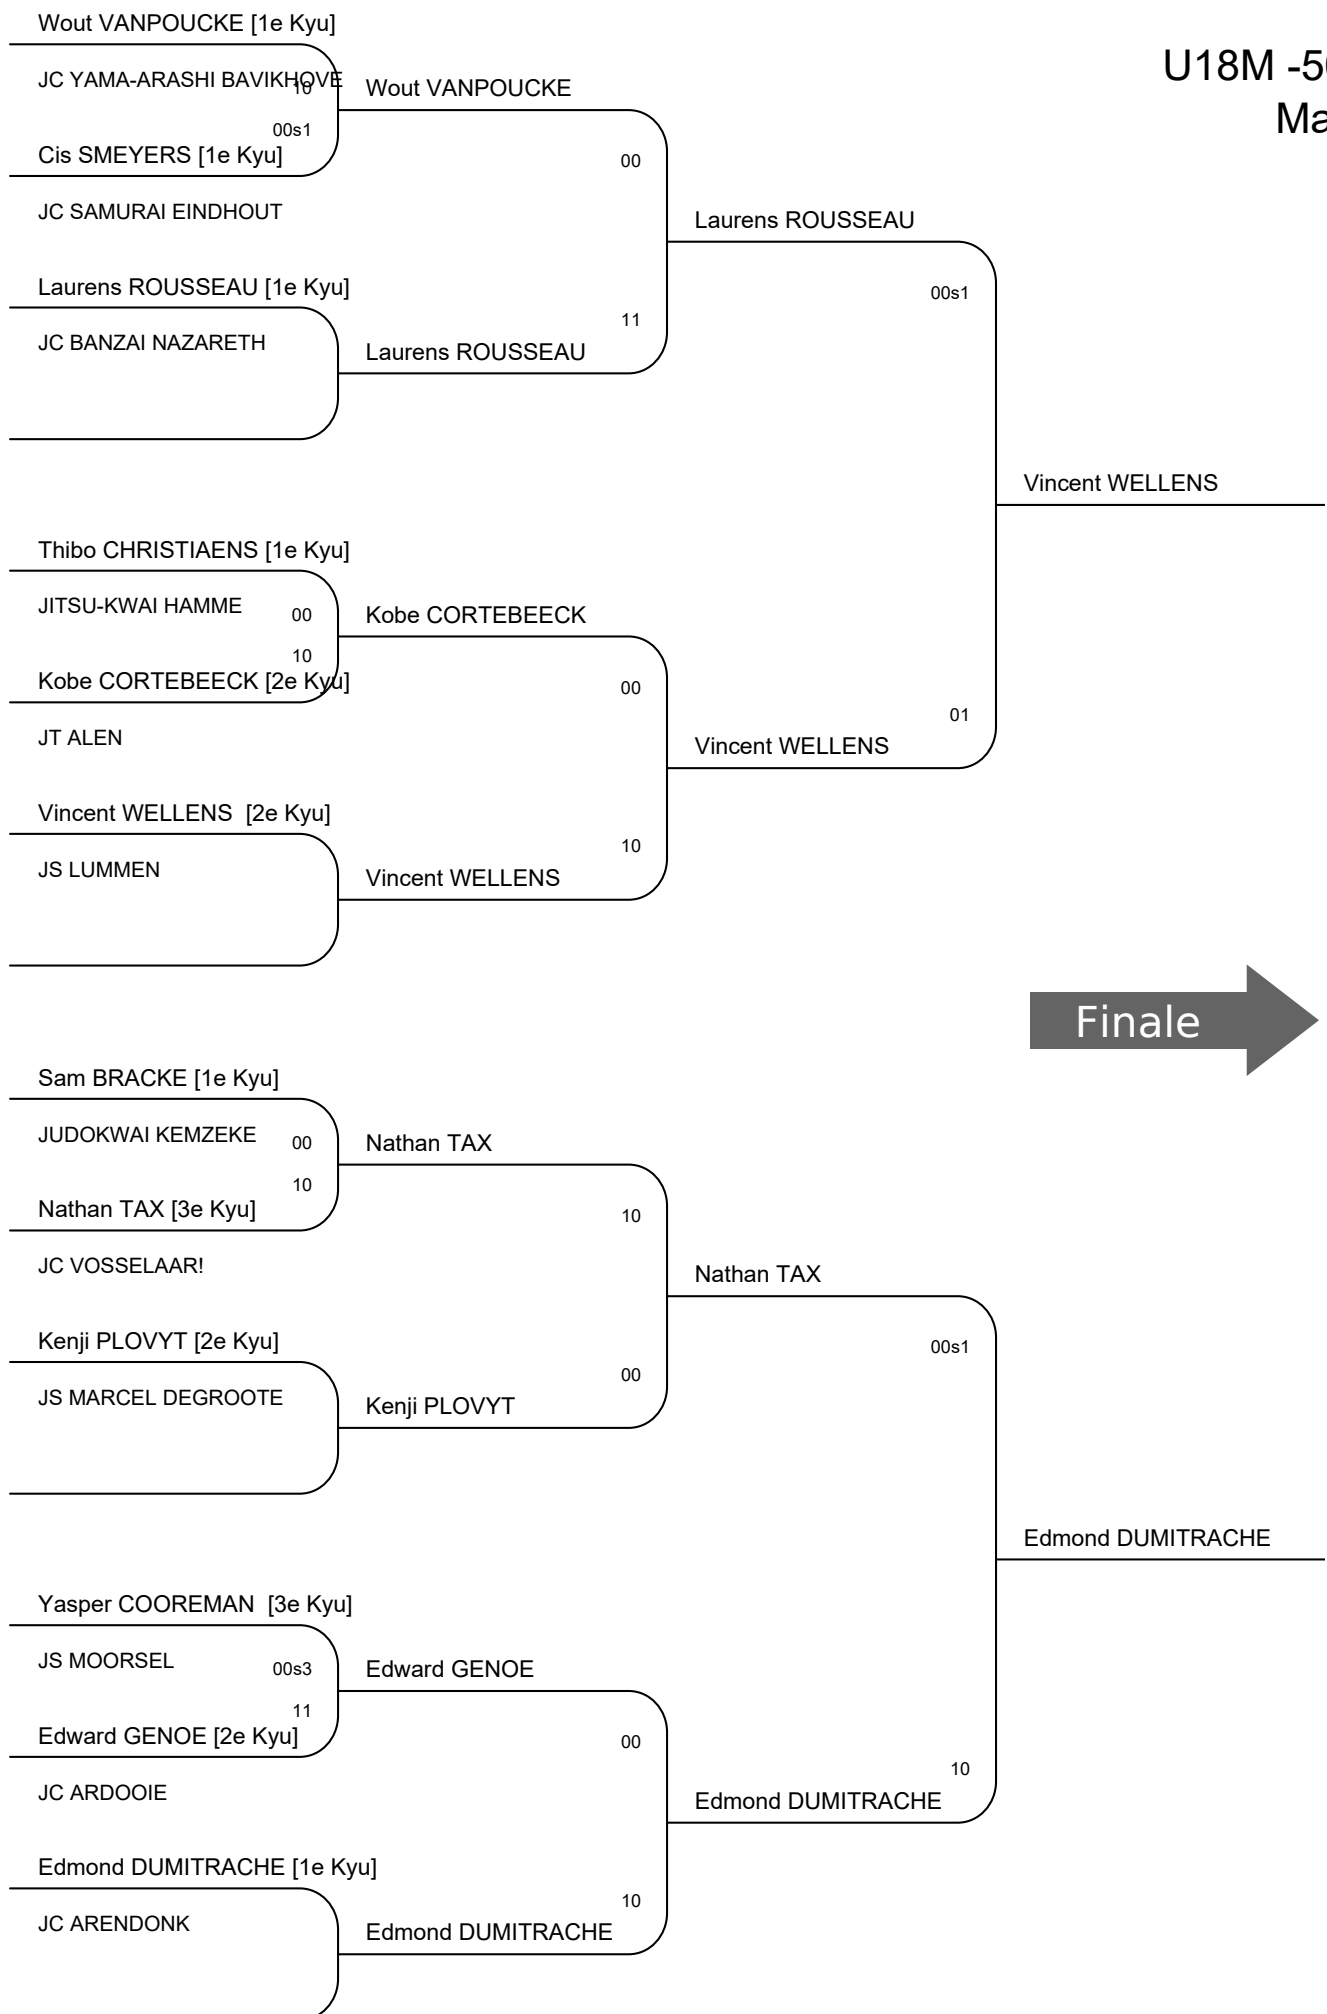 Wout VANPOUCKE [1e Kyu]
U18M -50
JC YAMA-ARASHI BAVIKHOVE
10
Wout VANPOUCKE
Ma
00s1
Cis SMEYERS [1e Kyu]
00
JC SAMURAI EINDHOUT
Laurens ROUSSEAU
Laurens ROUSSEAU [1e Kyu]
00s1
11
JC BANZAI NAZARETH
Laurens ROUSSEAU
Vincent WELLENS
Thibo CHRISTIAENS [1e Kyu]
JITSU-KWAI HAMME
00
Kobe CORTEBEECK
10
Kobe CORTEBEECK [2e Kyu]
00
01
JT ALEN
Vincent WELLENS
Vincent WELLENS [2e Kyu]
10
JS LUMMEN
Vincent WELLENS
Finale
Sam BRACKE [1e Kyu]
JUDOKWAI KEMZEKE
00
Nathan TAX
10
Nathan TAX [3e Kyu]
10
JC VOSSELAAR!
Nathan TAX
Kenji PLOVYT [2e Kyu]
00s1
00
JS MARCEL DEGROOTE
Kenji PLOVYT
Edmond DUMITRACHE
Yasper COOREMAN [3e Kyu]
JS MOORSEL
00s3
Edward GENOE
11
Edward GENOE [2e Kyu]
00
10
JC ARDOOIE
Edmond DUMITRACHE
Edmond DUMITRACHE [1e Kyu]
10
JC ARENDONK
Edmond DUMITRACHE